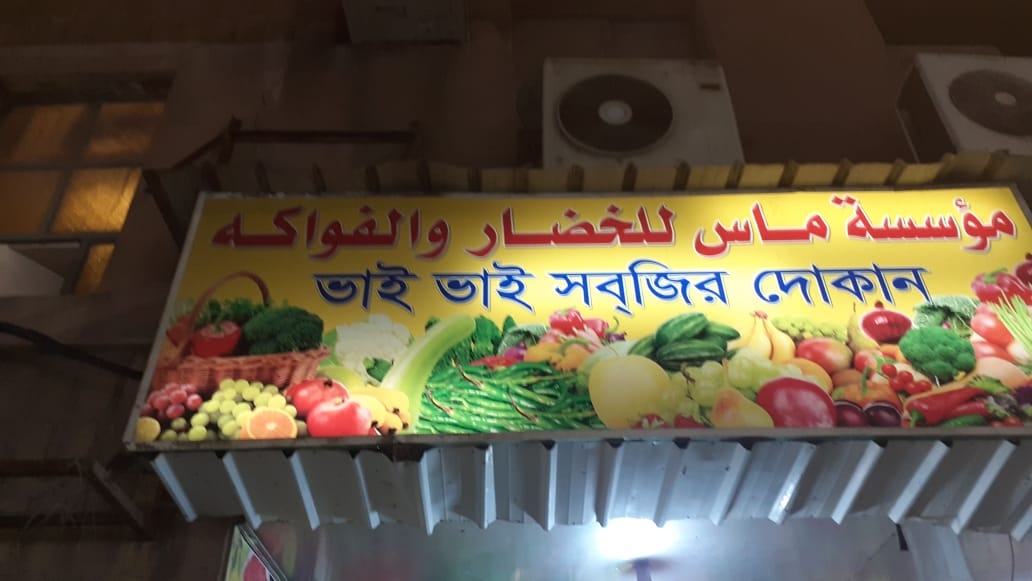 مؤسسة ماس للخضار والفواكه
ভাই ভাই সব্‌জির দোকান